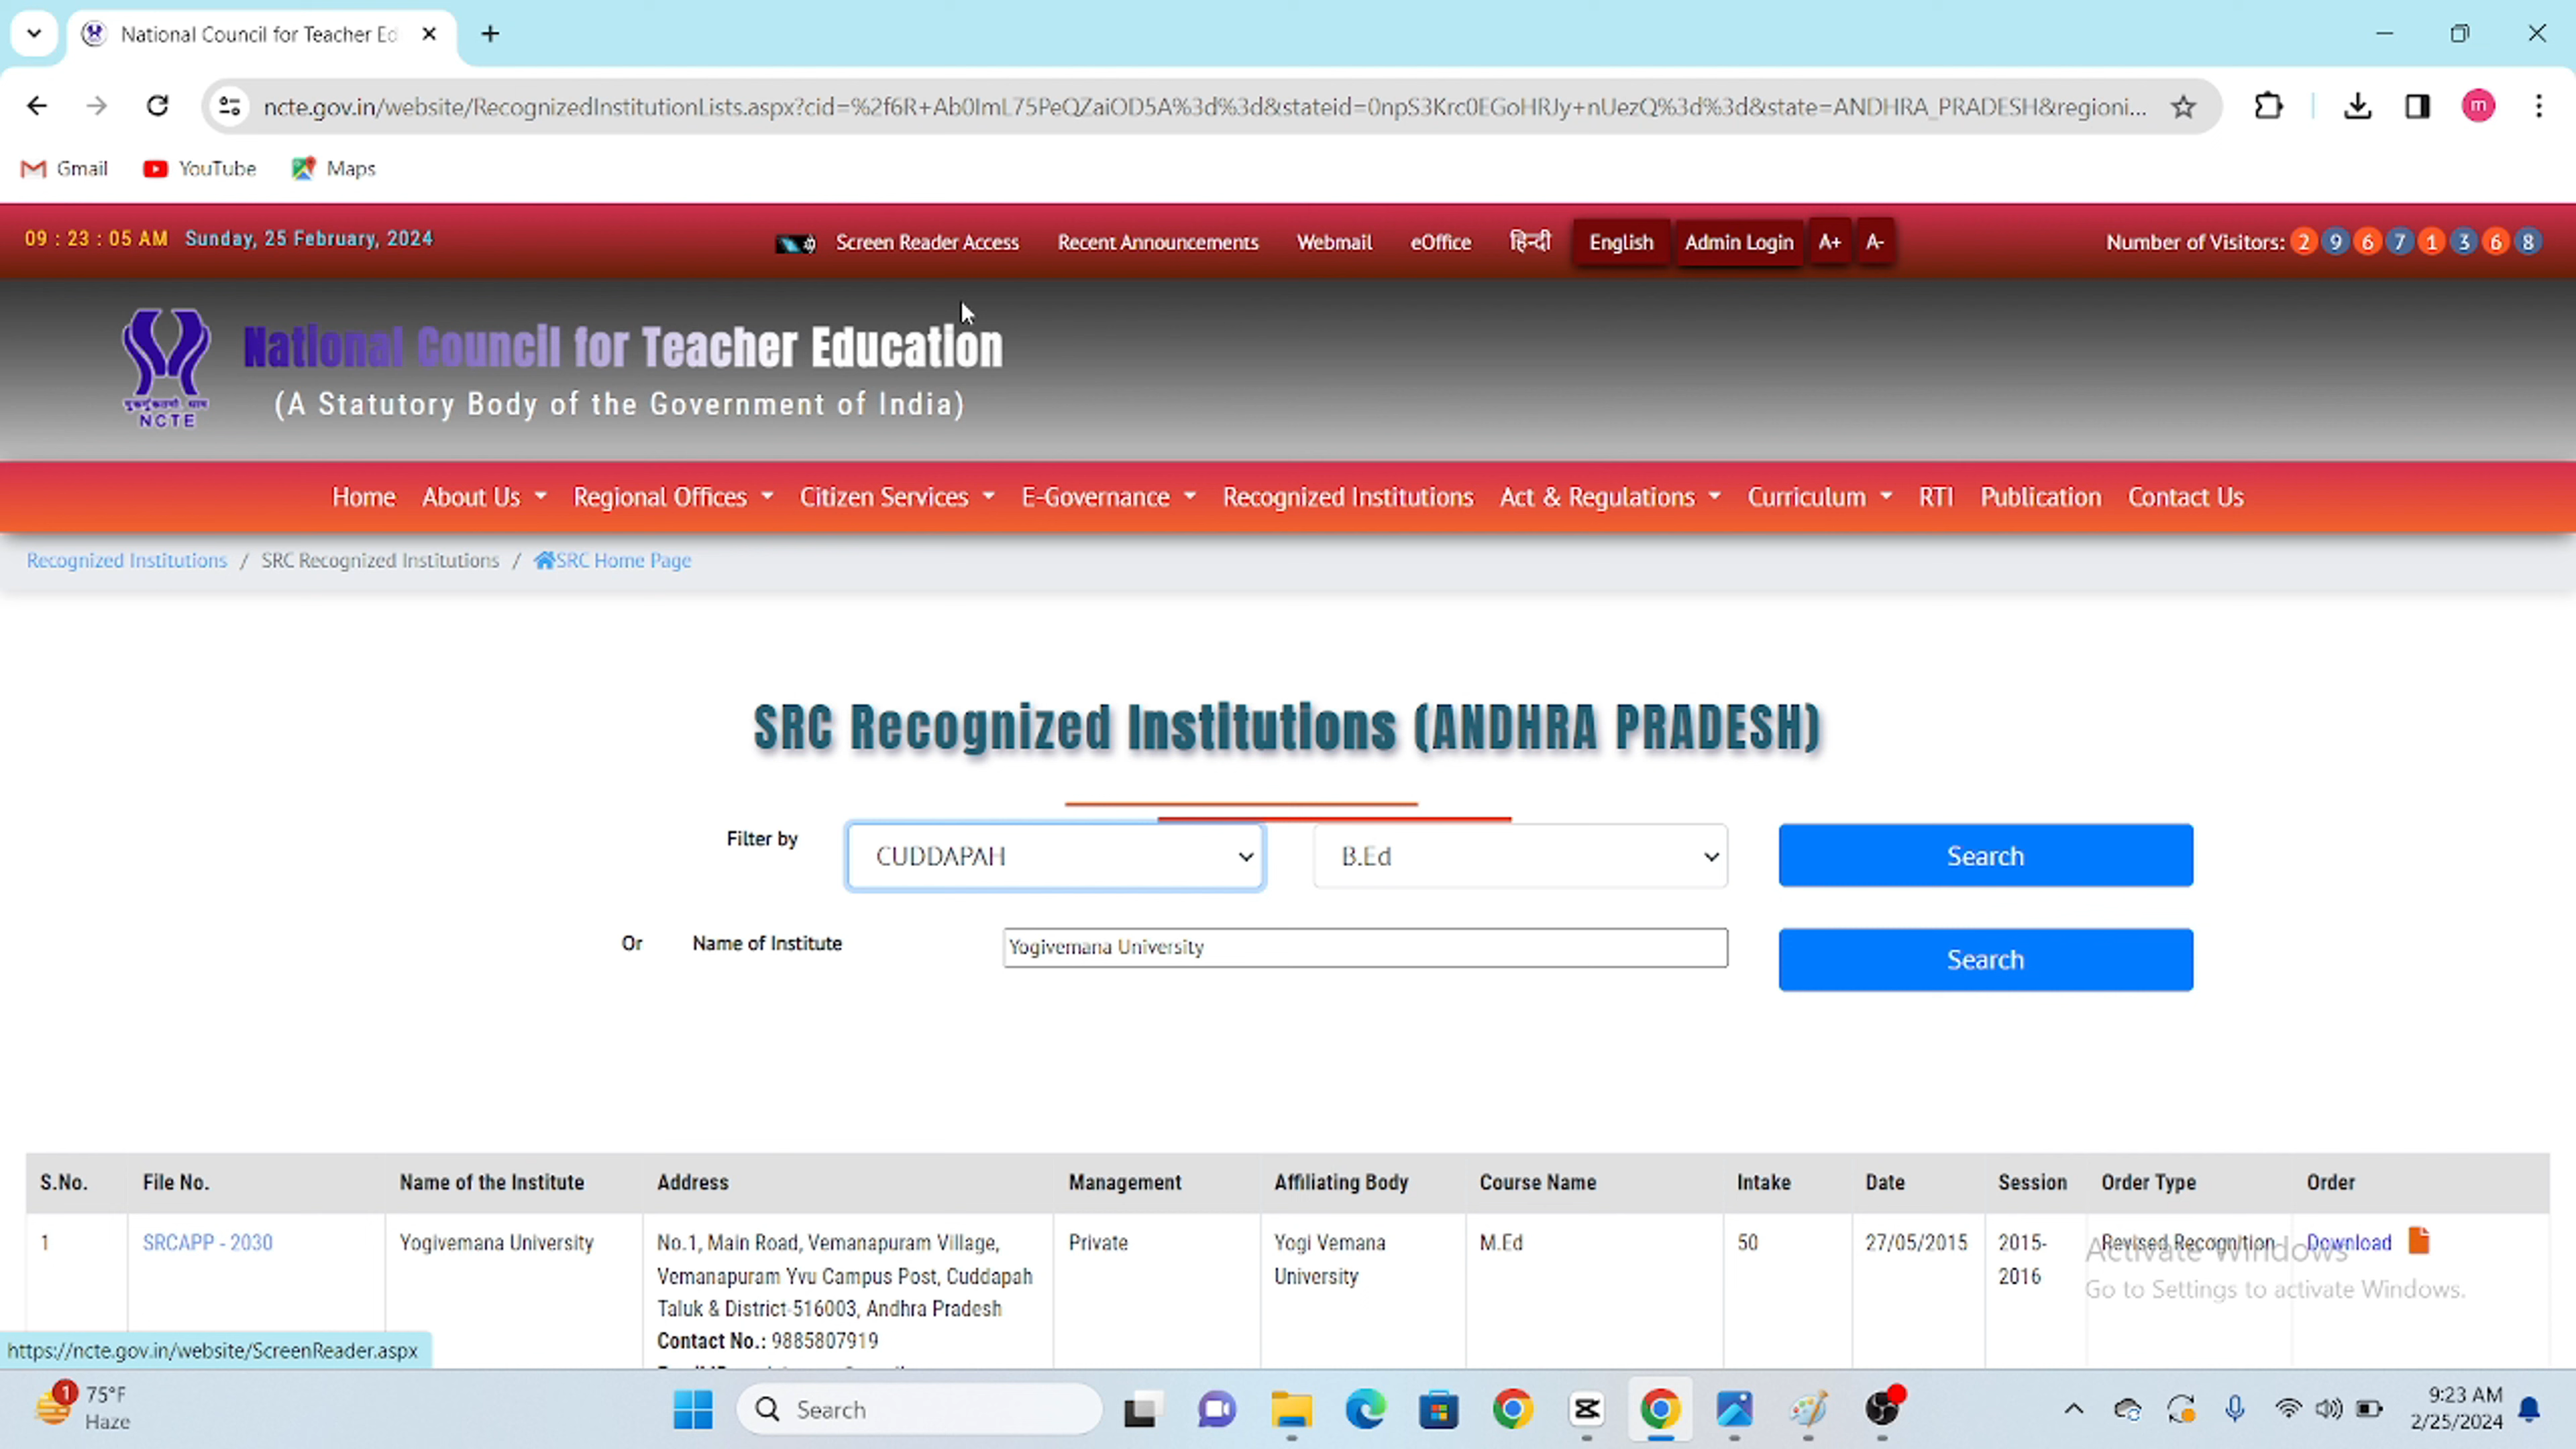 National Council for Teacher Ed
ncte.gov.in/website/RecognizedInstitutionLists.aspx?cid=%2f6R+Ab0ImL75PeQZaiOD5A%3d%3d&stateid=0npS3Krc0EGoHRJy+nUezQ%3d%3d&state=ANDHRA_PRADESH&regioni...
m
Gmail YouTube Maps
09 : 23 : 05 AM Sunday, 25 February, 2024 Screen Reader Access Recent Announcements Webmail eOffice हिन्दी English Admin Login A+ A- Number of Visitors: 2 9 6 7 1 3 6 8
National Council for Teacher Education
(A Statutory Body of the Government of India)
NCTE
Home About Us Regional Offices Citizen Services E-Governance Recognized Institutions Act & Regulations Curriculum RTI Publication Contact Us
Recognized Institutions / SRC Recognized Institutions / SRC Home Page
SRC Recognized Institutions (ANDHRA PRADESH)
Filter by CUDDAPAH B.Ed Search
Or Name of Institute Yogivemana University Search
S.No. File No. Name of the Institute Address Management Affiliating Body Course Name Intake Date Session Order Type Order
1 SRCAPP - 2030 Yogivemana University No.1, Main Road, Vemanapuram Village, Private Yogi Vemana M.Ed 50 27/05/2015 2015- Revised Recognition Download
Activate Windows
Vemanapuram Yvu Campus Post, Cuddapah University 2016
Go to Settings to activate Windows.
Taluk & District-516003, Andhra Pradesh
Contact No.: 9885807919
https://ncte.gov.in/website/ScreenReader.aspx
1 75°F
Haze
Search
9:23 AM
2/25/2024